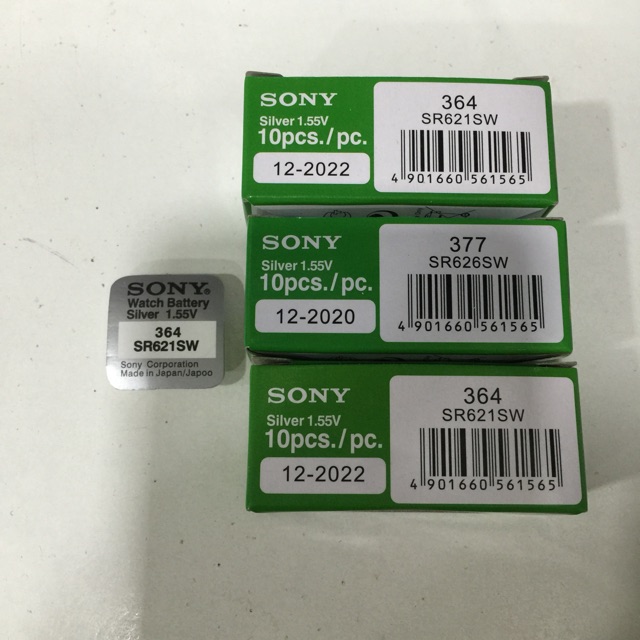 SONY
Silver 1.55V
10pcs./pc.
12-2022
364
SR621SW
4 901660 561565
SONY
Silver 1.55V
10pcs./pc.
12-2020
377
SR626SW
4 901660 561565
SONY
Watch Battery
Silver 1.55V
364
SR621SW
Sony Corporation
Made in Japan/Japoo
SONY
Silver 1.55V
10pcs./pc.
12-2022
364
SR621SW
4 901660 561565